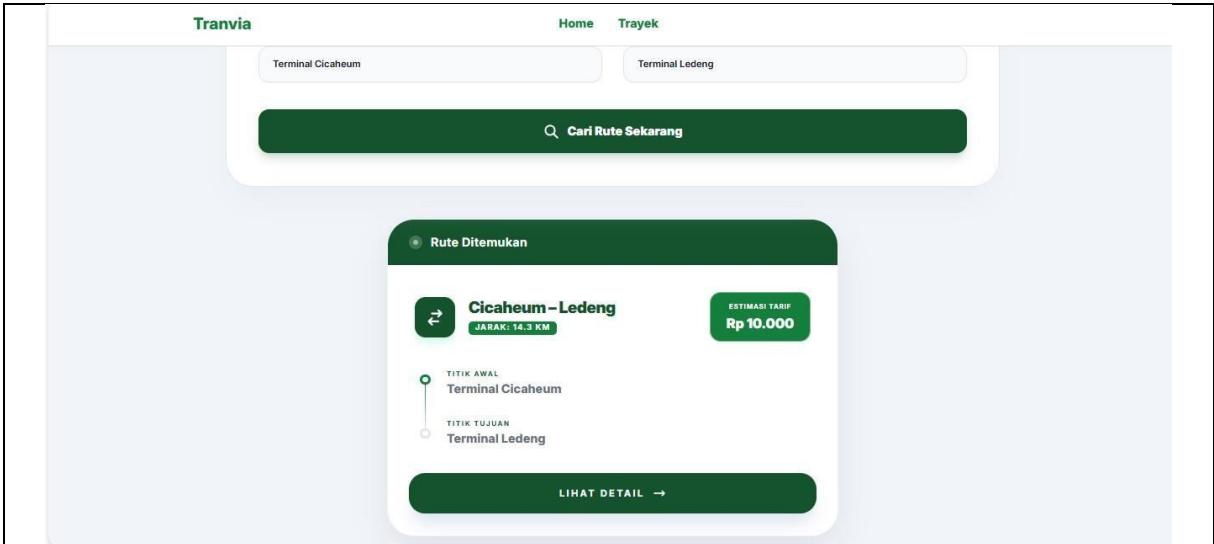 Tranvia Home Trayek
Terminal Cicaheum Terminal Ledeng
Cari Rute Sekarang
Rute Ditemukan
Cicaheum – Ledeng
JARAK: 14.3 KM
ESTIMASI TARIF
Rp 10.000
TITIK AWAL
Terminal Cicaheum
TITIK TUJUAN
Terminal Ledeng
LIHAT DETAIL →